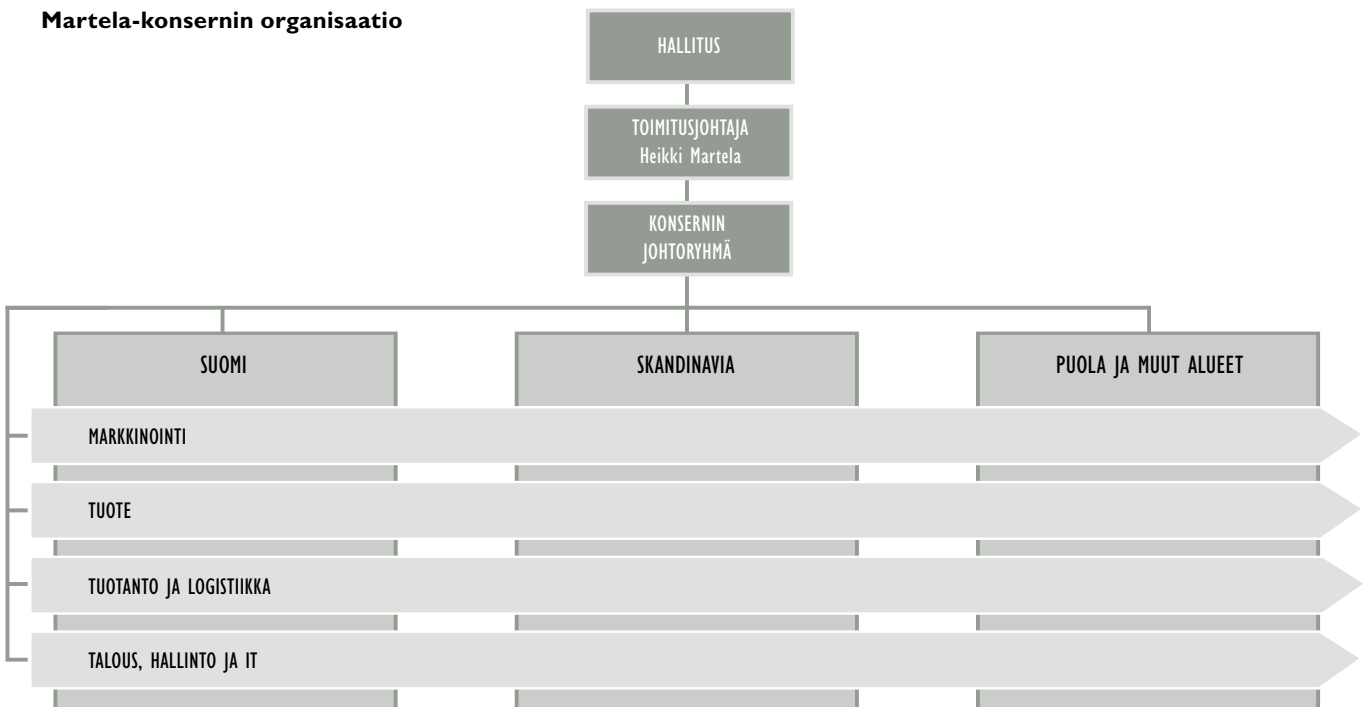 Martela-konsernin organisaatio
HALLITUS
TOIMITUSJOHTAJA
Heikki Martela
KONSERNIN
JOHTORYHMÄ
SUOMI
SKANDINAVIA
PUOLA JA MUUT ALUEET
MARKKINOINTI
TUOTE
TUOTANTO JA LOGISTIIKKA
TALOUS, HALLINTO JA IT